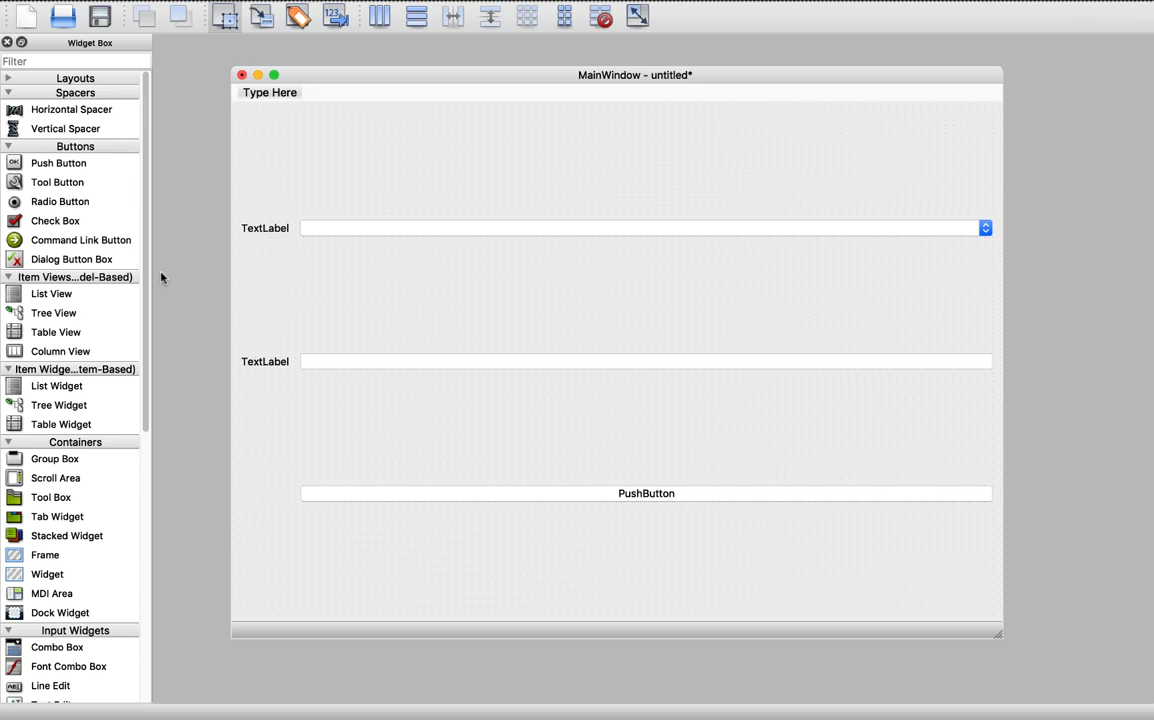 123
Widget Box
Filter
MainWindow - untitled*
Layouts
Type Here
Spacers
Horizontal Spacer
Vertical Spacer
Buttons
OK Push Button
Tool Button
Radio Button
Check Box
TextLabel
Command Link Button
Dialog Button Box
Item Views...del-Based)
List View
Tree View
Table View
Column View
TextLabel
Item Widge...tem-Based)
List Widget
Tree Widget
Table Widget
Containers
Group Box
Scroll Area
PushButton
Tool Box
Tab Widget
Stacked Widget
Frame
Widget
MDI Area
Dock Widget
Input Widgets
Combo Box
Font Combo Box
Line Edit